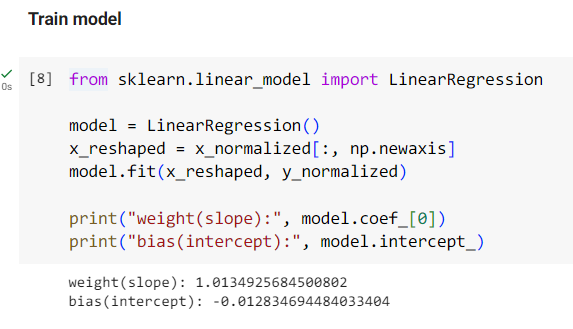 Train model
[8] from sklearn.linear_model import LinearRegression
0s
model = LinearRegression()
x_reshaped = x_normalized[:, np.newaxis]
model.fit(x_reshaped, y_normalized)
print("weight(slope):", model.coef_[0])
print("bias(intercept):", model.intercept_)
weight(slope): 1.0134925684500802
bias(intercept): -0.012834694484033404